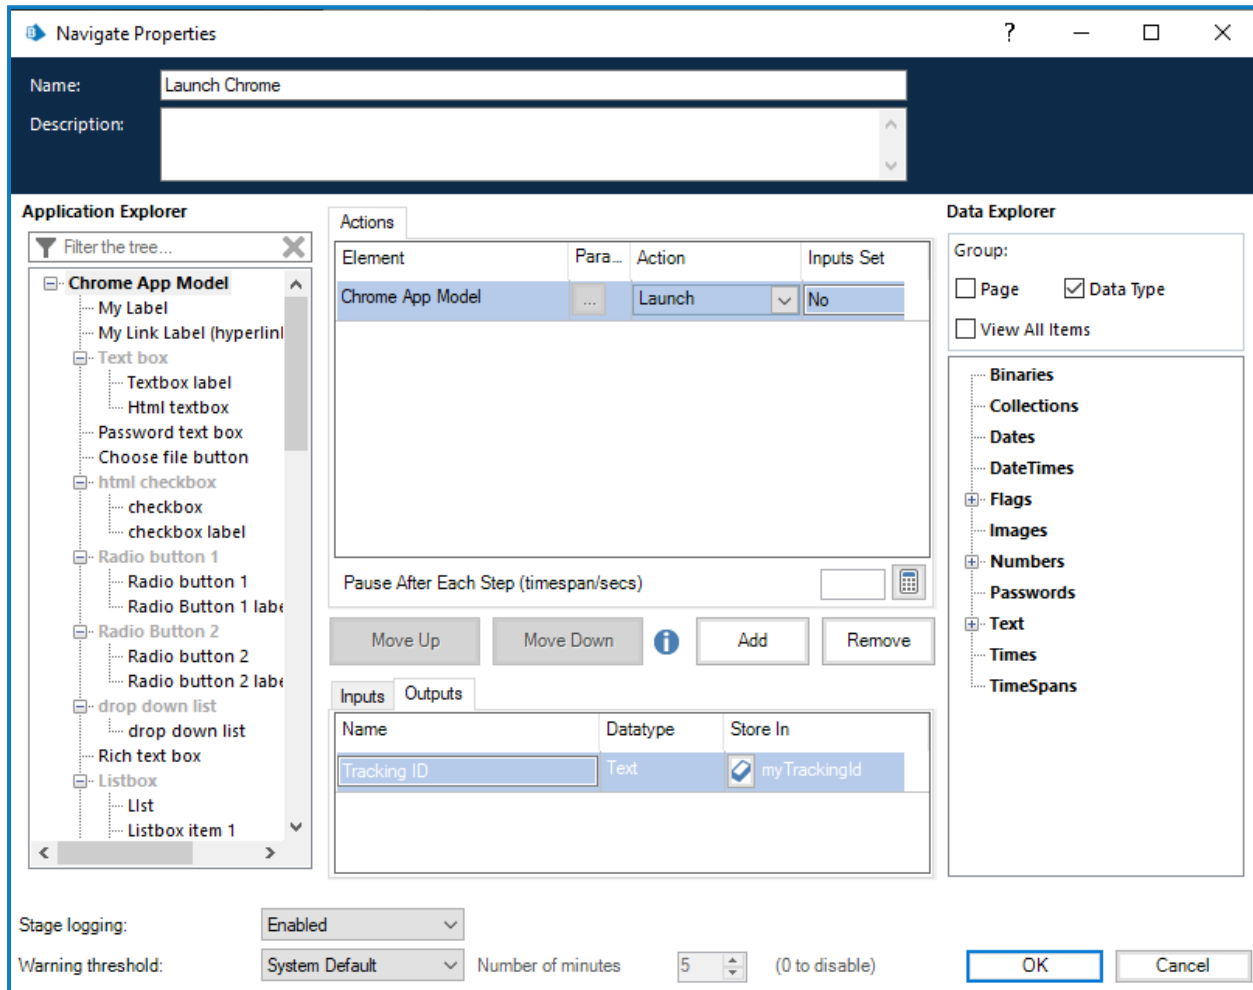 Navigate Properties
Name:
Launch Chrome
Description:
Application Explorer
Filter the tree...
Chrome App Model
My Label
My Link Label (hyperlinl
Text box
Textbox label
Html textbox
Password text box
Choose file button
html checkbox
checkbox
checkbox label
Radio button 1
Radio button 1
Radio Button 1 labe
Radio Button 2
Radio button 2
Radio button 2 labe
drop down list
drop down list
Rich text box
Listbox
LIst
Listbox item 1
Actions
Element Para... Action Inputs Set
Chrome App Model ... Launch No
Pause After Each Step (timespan/secs)
Move Up Move Down Add Remove
Inputs Outputs
Name Datatype Store In
Tracking ID Text myTrackingId
Data Explorer
Group:
Page Data Type
View All Items
Binaries
Collections
Dates
DateTimes
Flags
Images
Numbers
Passwords
Text
Times
TimeSpans
Stage logging: Enabled
Warning threshold: System Default Number of minutes 5 (0 to disable)
OK Cancel